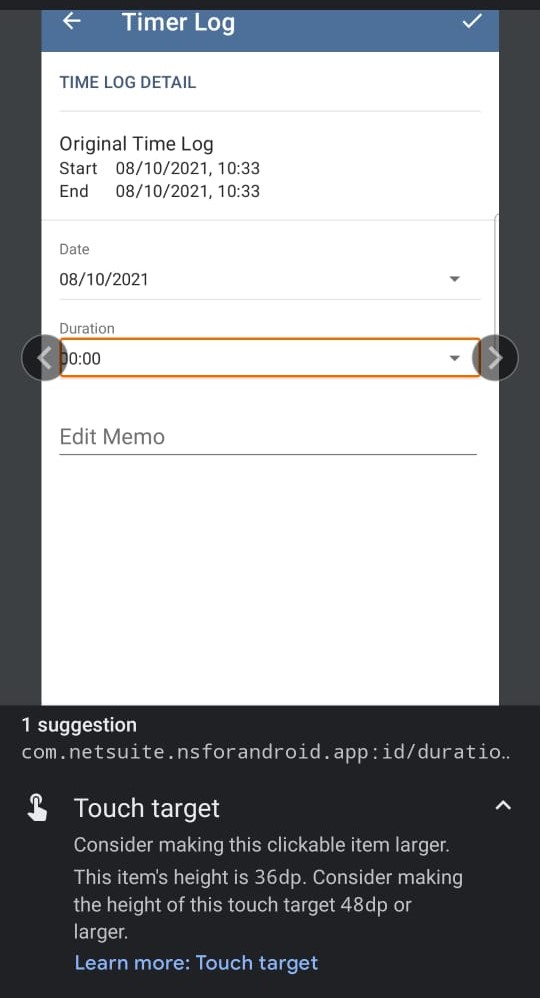 Timer Log
TIME LOG DETAIL
Original Time Log
Start 08/10/2021, 10:33
End 08/10/2021, 10:33
Date
08/10/2021
Duration
00:00
Edit Memo
1 suggestion
com.netsuite.nsforandroid.app:id/duratio..
Touch target
Consider making this clickable item larger.
This item's height is 36dp. Consider making
the height of this touch target 48dp or
larger.
Learn more: Touch target